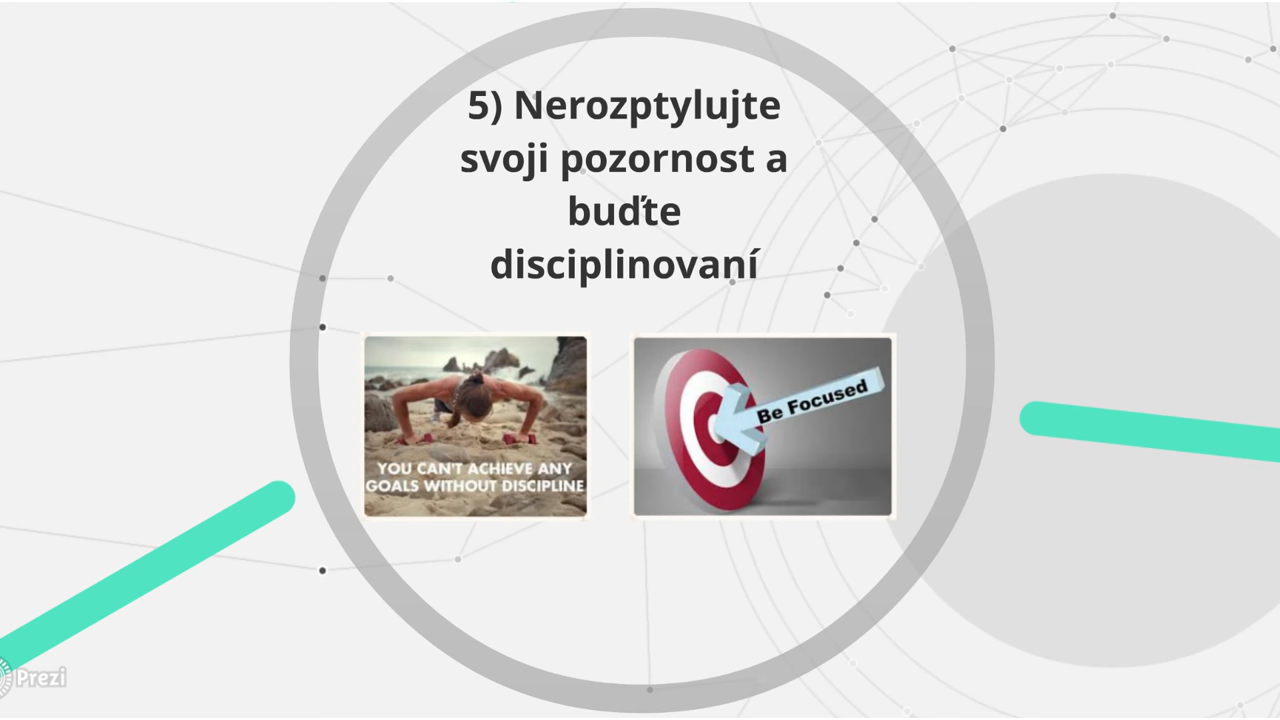 5) Nerozptylujte
svoji pozornost a
buďte
disciplinovaní
YOU CAN'T ACHIEVE ANY
GOALS WITHOUT DISCIPLINE
Be Focused
Prezi